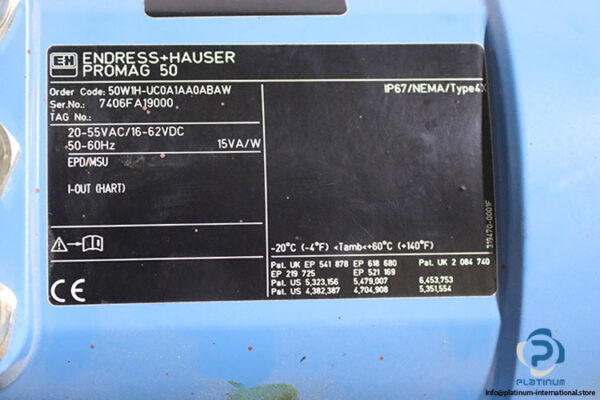 EH ENDRESS+HAUSER
PROMAG 50
Order Code: 50W1H-UC0A1AA0ABAW
IP67/NEMA/Type4X
Ser.No.: 7406FA19000
TAG No.:
20-55VAC/16-62VDC
50-60Hz 15VA/W
EPD/MSU
I-OUT (HART)
-20°C (-4°F) <Tamb<+60°C (+140°F)
Pat. UK EP 541 878 EP 618 680 Pat. UK 2 084 740
EP 219 725 EP 521 169
Pat. US 5,323,156 5,479,007 6,453,753
Pat. US 4,382,387 4,704,908 5,351,554
CE
319470-0001F
PLATINUM
info@platinum-international.store